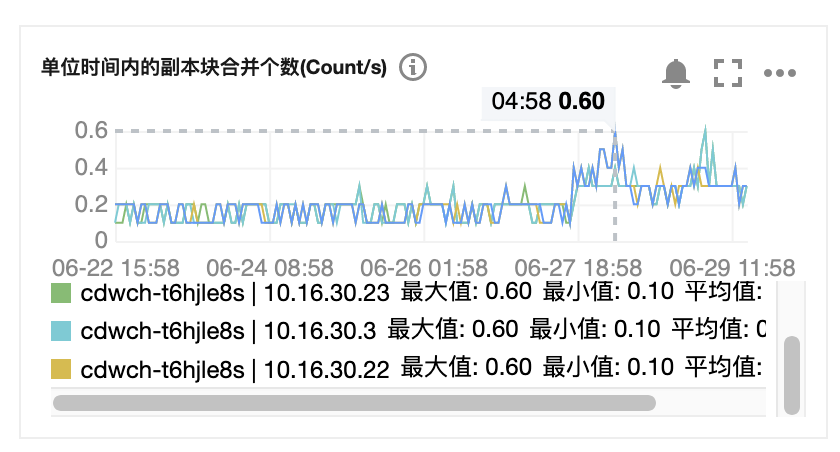 单位时间内的副本块合并个数(Count/s)
04:58 0.60
0.6
0.4
0.2
0
06-22 15:58 06-24 08:58 06-26 01:58 06-27 18:58 06-29 11:58
cdwch-t6hjle8s | 10.16.30.23 最大值: 0.60 最小值: 0.10 平均值:
cdwch-t6hjle8s | 10.16.30.3 最大值: 0.60 最小值: 0.10 平均值: 0
cdwch-t6hjle8s | 10.16.30.22 最大值: 0.60 最小值: 0.10 平均值: